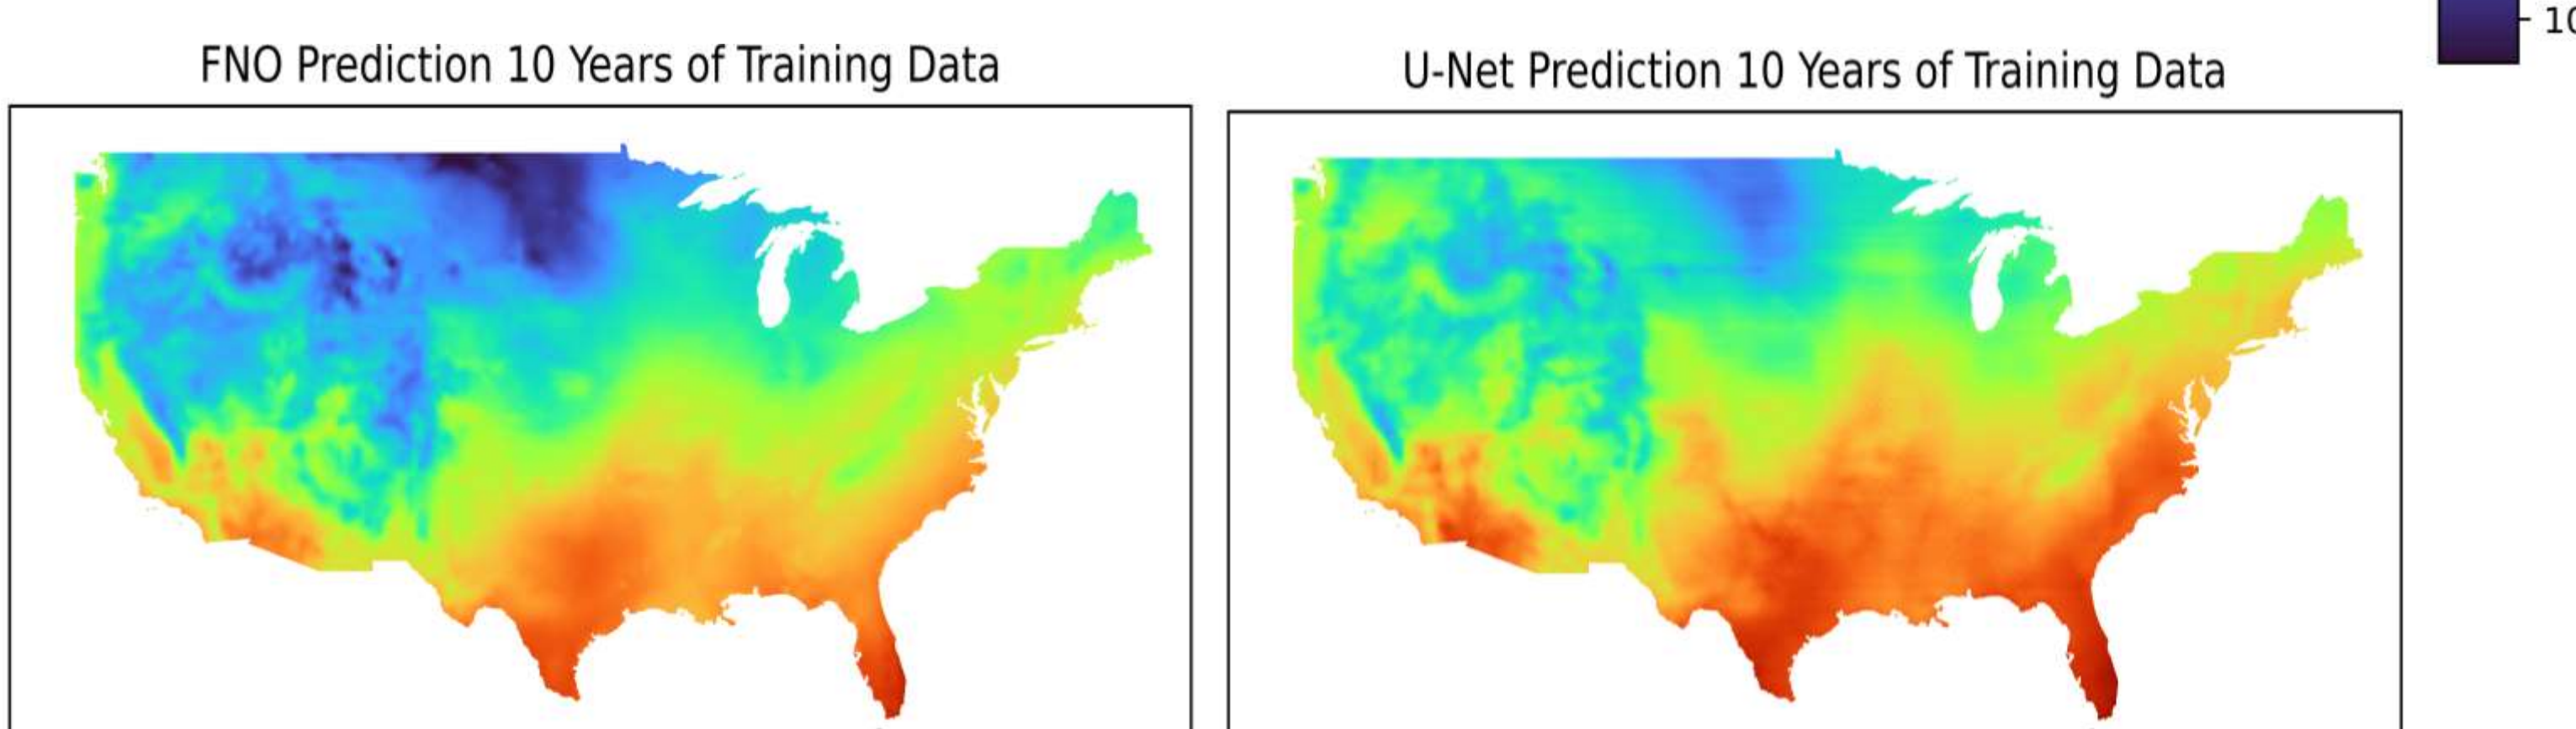 FNO Prediction 10 Years of Training Data
U-Net Prediction 10 Years of Training Data